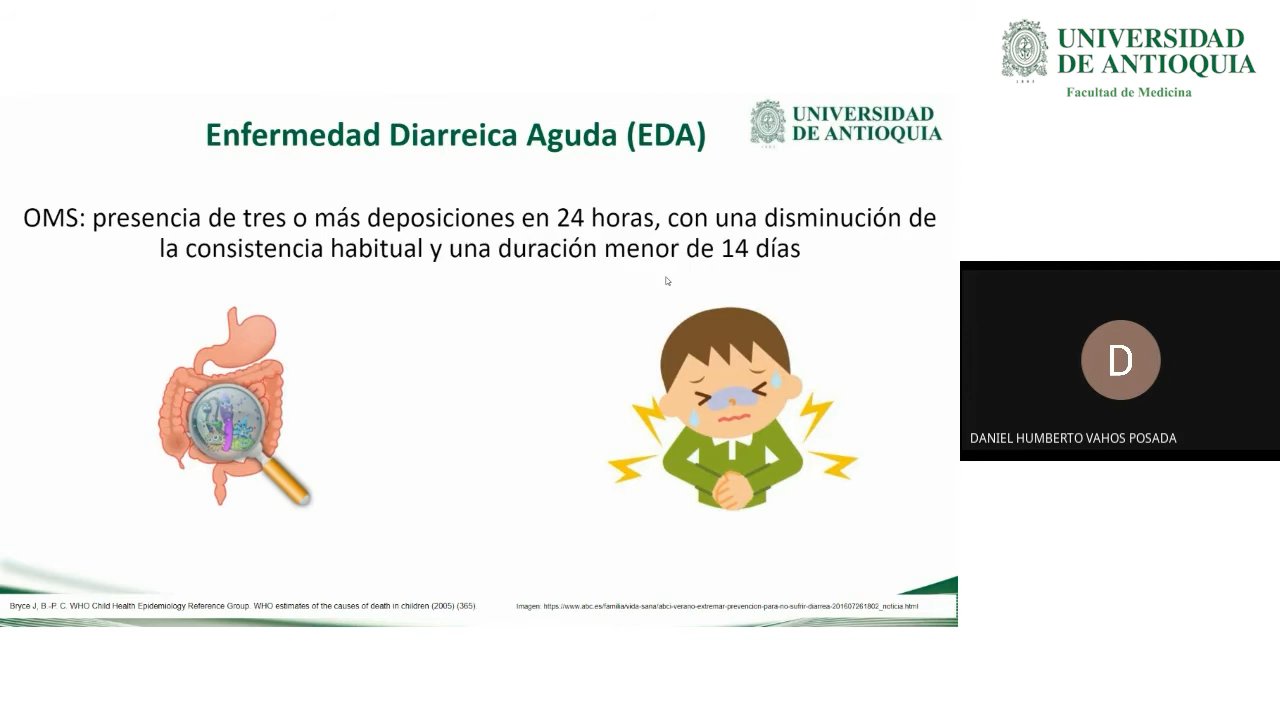 Enfermedad Diarreica Aguda (EDA)
UNIVERSIDAD
DE ANTIOQUIA
1803
OMS: presencia de tres o más deposiciones en 24 horas, con una disminución de
la consistencia habitual y una duración menor de 14 días
Bryce J, B.-P. C. WHO Child Health Epidemiology Reference Group. WHO estimates of the causes of death in children (2005) (365).
Imagen: https://www.abc.es/familia/vida-sana/abci-verano-extremar-prevencion-para-no-sufrir-diarrea-201607261802_noticia.html
UNIVERSIDAD
DE ANTIOQUIA
1803
Facultad de Medicina
D
DANIEL HUMBERTO VAHOS POSADA